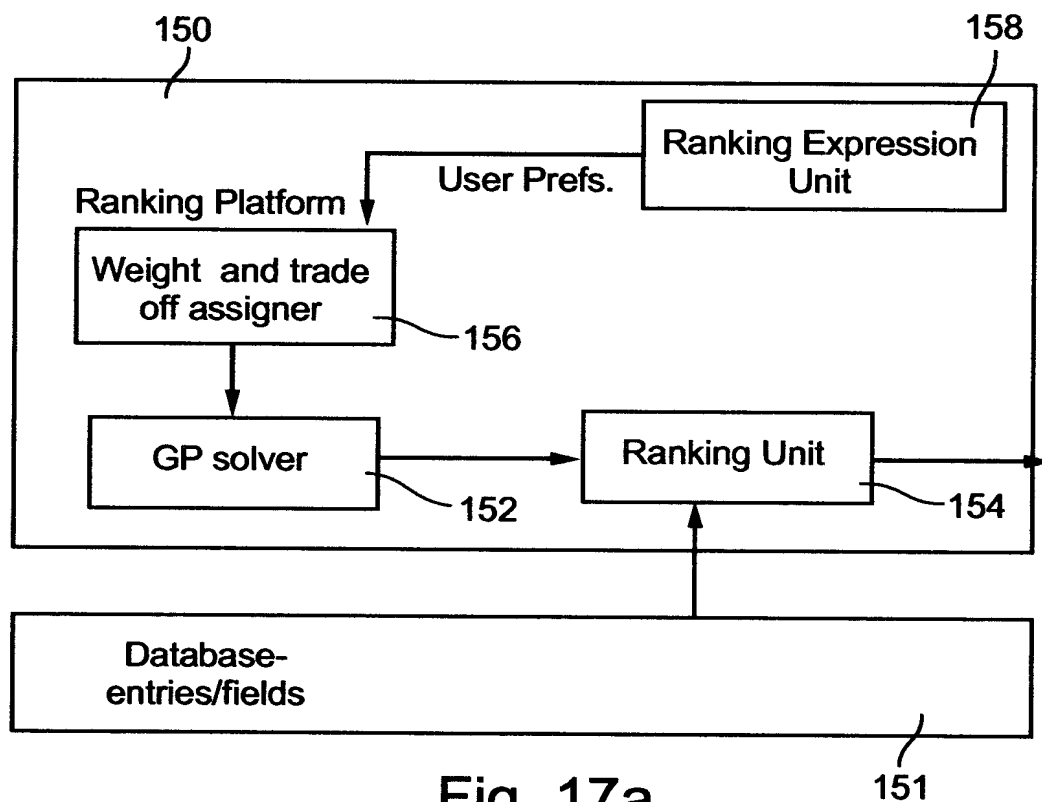 150
158
Ranking Expression
Unit
User Prefs.
Ranking Platform
Weight and trade
off assigner
156
GP solver
152
Ranking Unit
154
Database-
entries/fields
151
Fig. 17a